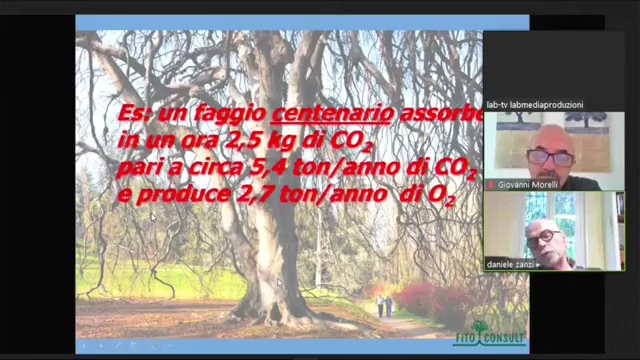 Es: un faggio centenario assorbe
in un ora 2,5 kg di CO2
pari a circa 5,4 ton/anno di CO2
e produce 2,7 ton/anno di O2
lab-tv labmediaproduzioni
Giovanni Morelli
daniele zanzi
FITO CONSULT